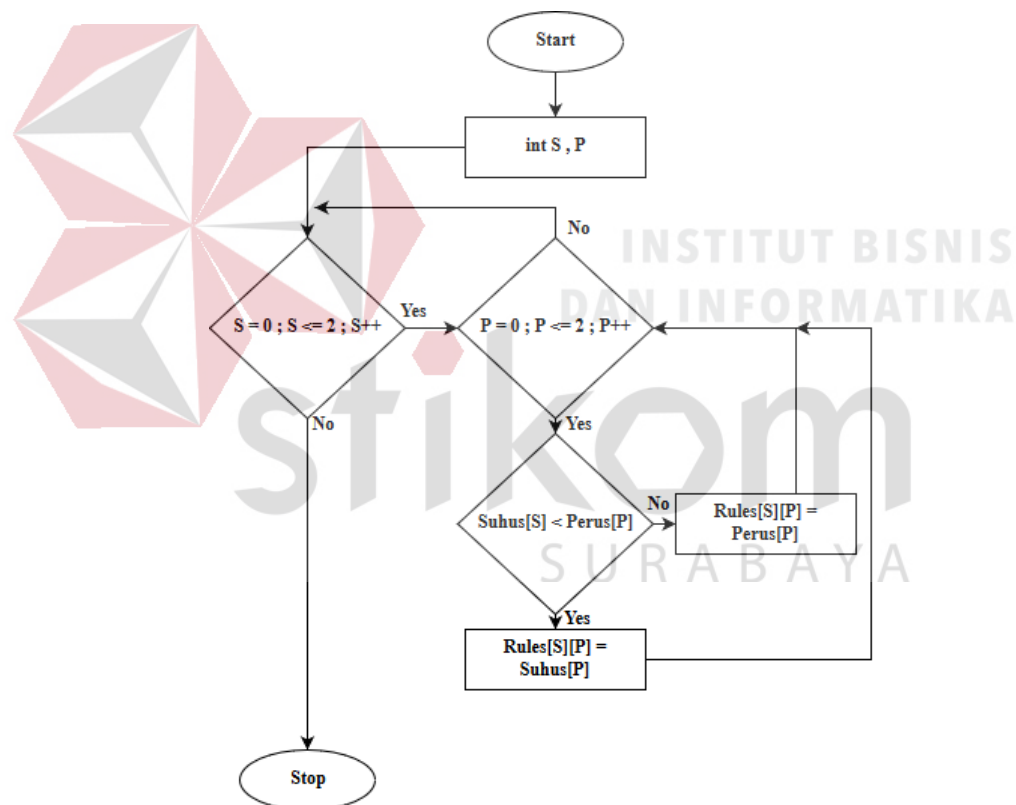 Start
int S , P
No
INSTITUT BISNIS
DAN INFORMATIKA
S = 0 ; S <= 2 ; S++
Yes
P = 0 ; P <= 2 ; P++
stikom
No
Yes
Suhus[S] < Perus[P]
No
Rules[S][P] =
Perus[P]
SURABAYA
Yes
Rules[S][P] =
Suhus[P]
Stop